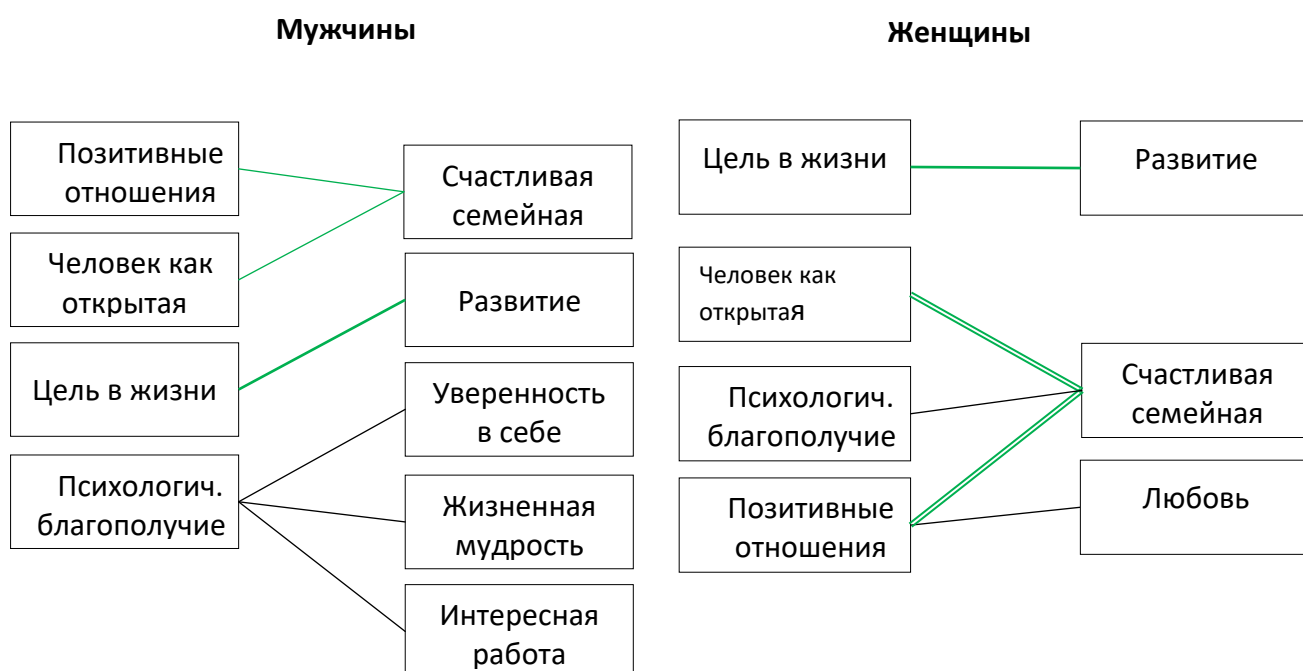 Мужчины
Позитивные
отношения
Человек как
открытая
Цель в жизни
Психологич.
благополучие
Счастливая
семейная
Развитие
Уверенность
в себе
Жизненная
мудрость
Интересная
работа
Женщины
Цель в жизни
Человек как
открытая
Психологич.
благополучие
Позитивные
отношения
Развитие
Счастливая
семейная
Любовь